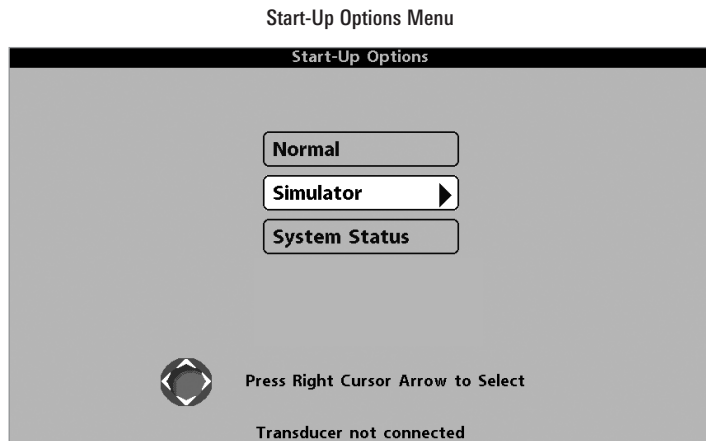 Start-Up Options Menu
Start-Up Options
Normal
Simulator
System Status
Press Right Cursor Arrow to Select
Transducer not connected